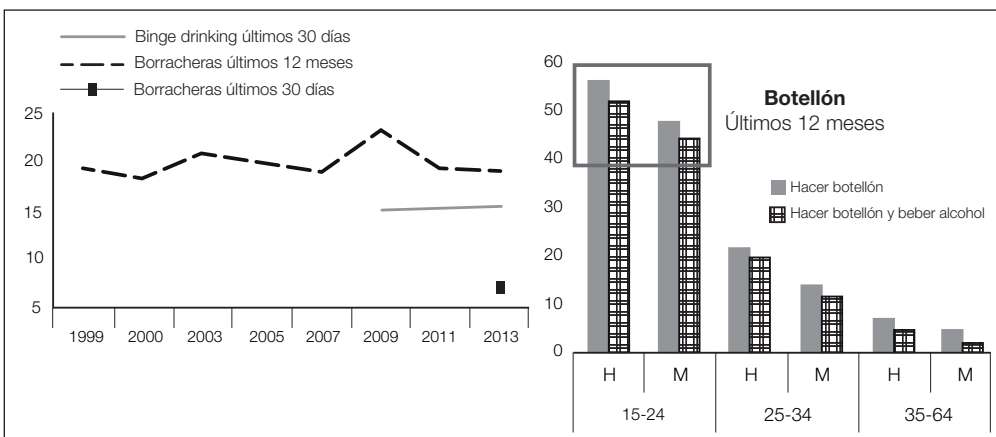 Binge drinking últimos 30 días
Borracheras últimos 12 meses
Borracheras últimos 30 días
25
20
15
10
5
1999 2000 2003 2005 2007 2009 2011 2013
60
50
40
30
20
10
0
Botellón
Últimos 12 meses
Hacer botellón
Hacer botellón y beber alcohol
H M H M H M
15-24 25-34 35-64